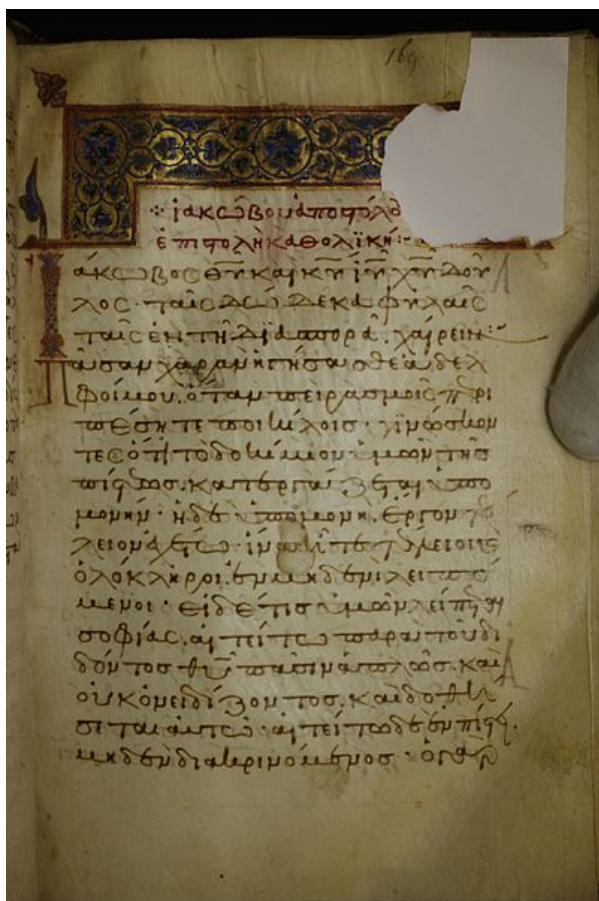 169
ἰακώβου ἀποστόλο
ἐπιστολὴ καθολική:
Ἰάκωβος θυ καὶ κυ ιυ χυ δοῦ
λος· ταῖς δώδεκα φυλαῖς
ταῖς ἐν τῆ διασπορᾶ. χαίρειν:
Πᾶσαν χαρὰν ἡγήσασθε ἀδελ
φοί μου. ὅταν πειρασμοῖς περι
πέσητε ποικίλοις· γινώσκον
τες ὅτι τὸ δοκίμιον ὑμῶν τῆς
πίστεως. κατεργάζεται ὑπο
μονήν· ἡ δὲ ὑπομονὴ. ἔργον τέ
λειον ἐχέτω· ἵνα ἦτε τέλειοι καὶ
ὁλόκληροι. ἐν μηδενὶ λειπό
μενοι· εἰ δέ τις ὑμῶν λείπεται
σοφίας. αἰτείτω παρὰ τοῦ δι
δόντος θυ πᾶσιν ἁπλῶς. καὶ
οὐκ ὀνειδίζοντος. καὶ δοθή
σεται αὐτῶ· αἰτείτω δὲ ἐν πίστει.
μηδὲν διακρινόμενος· ὁ γὰρ